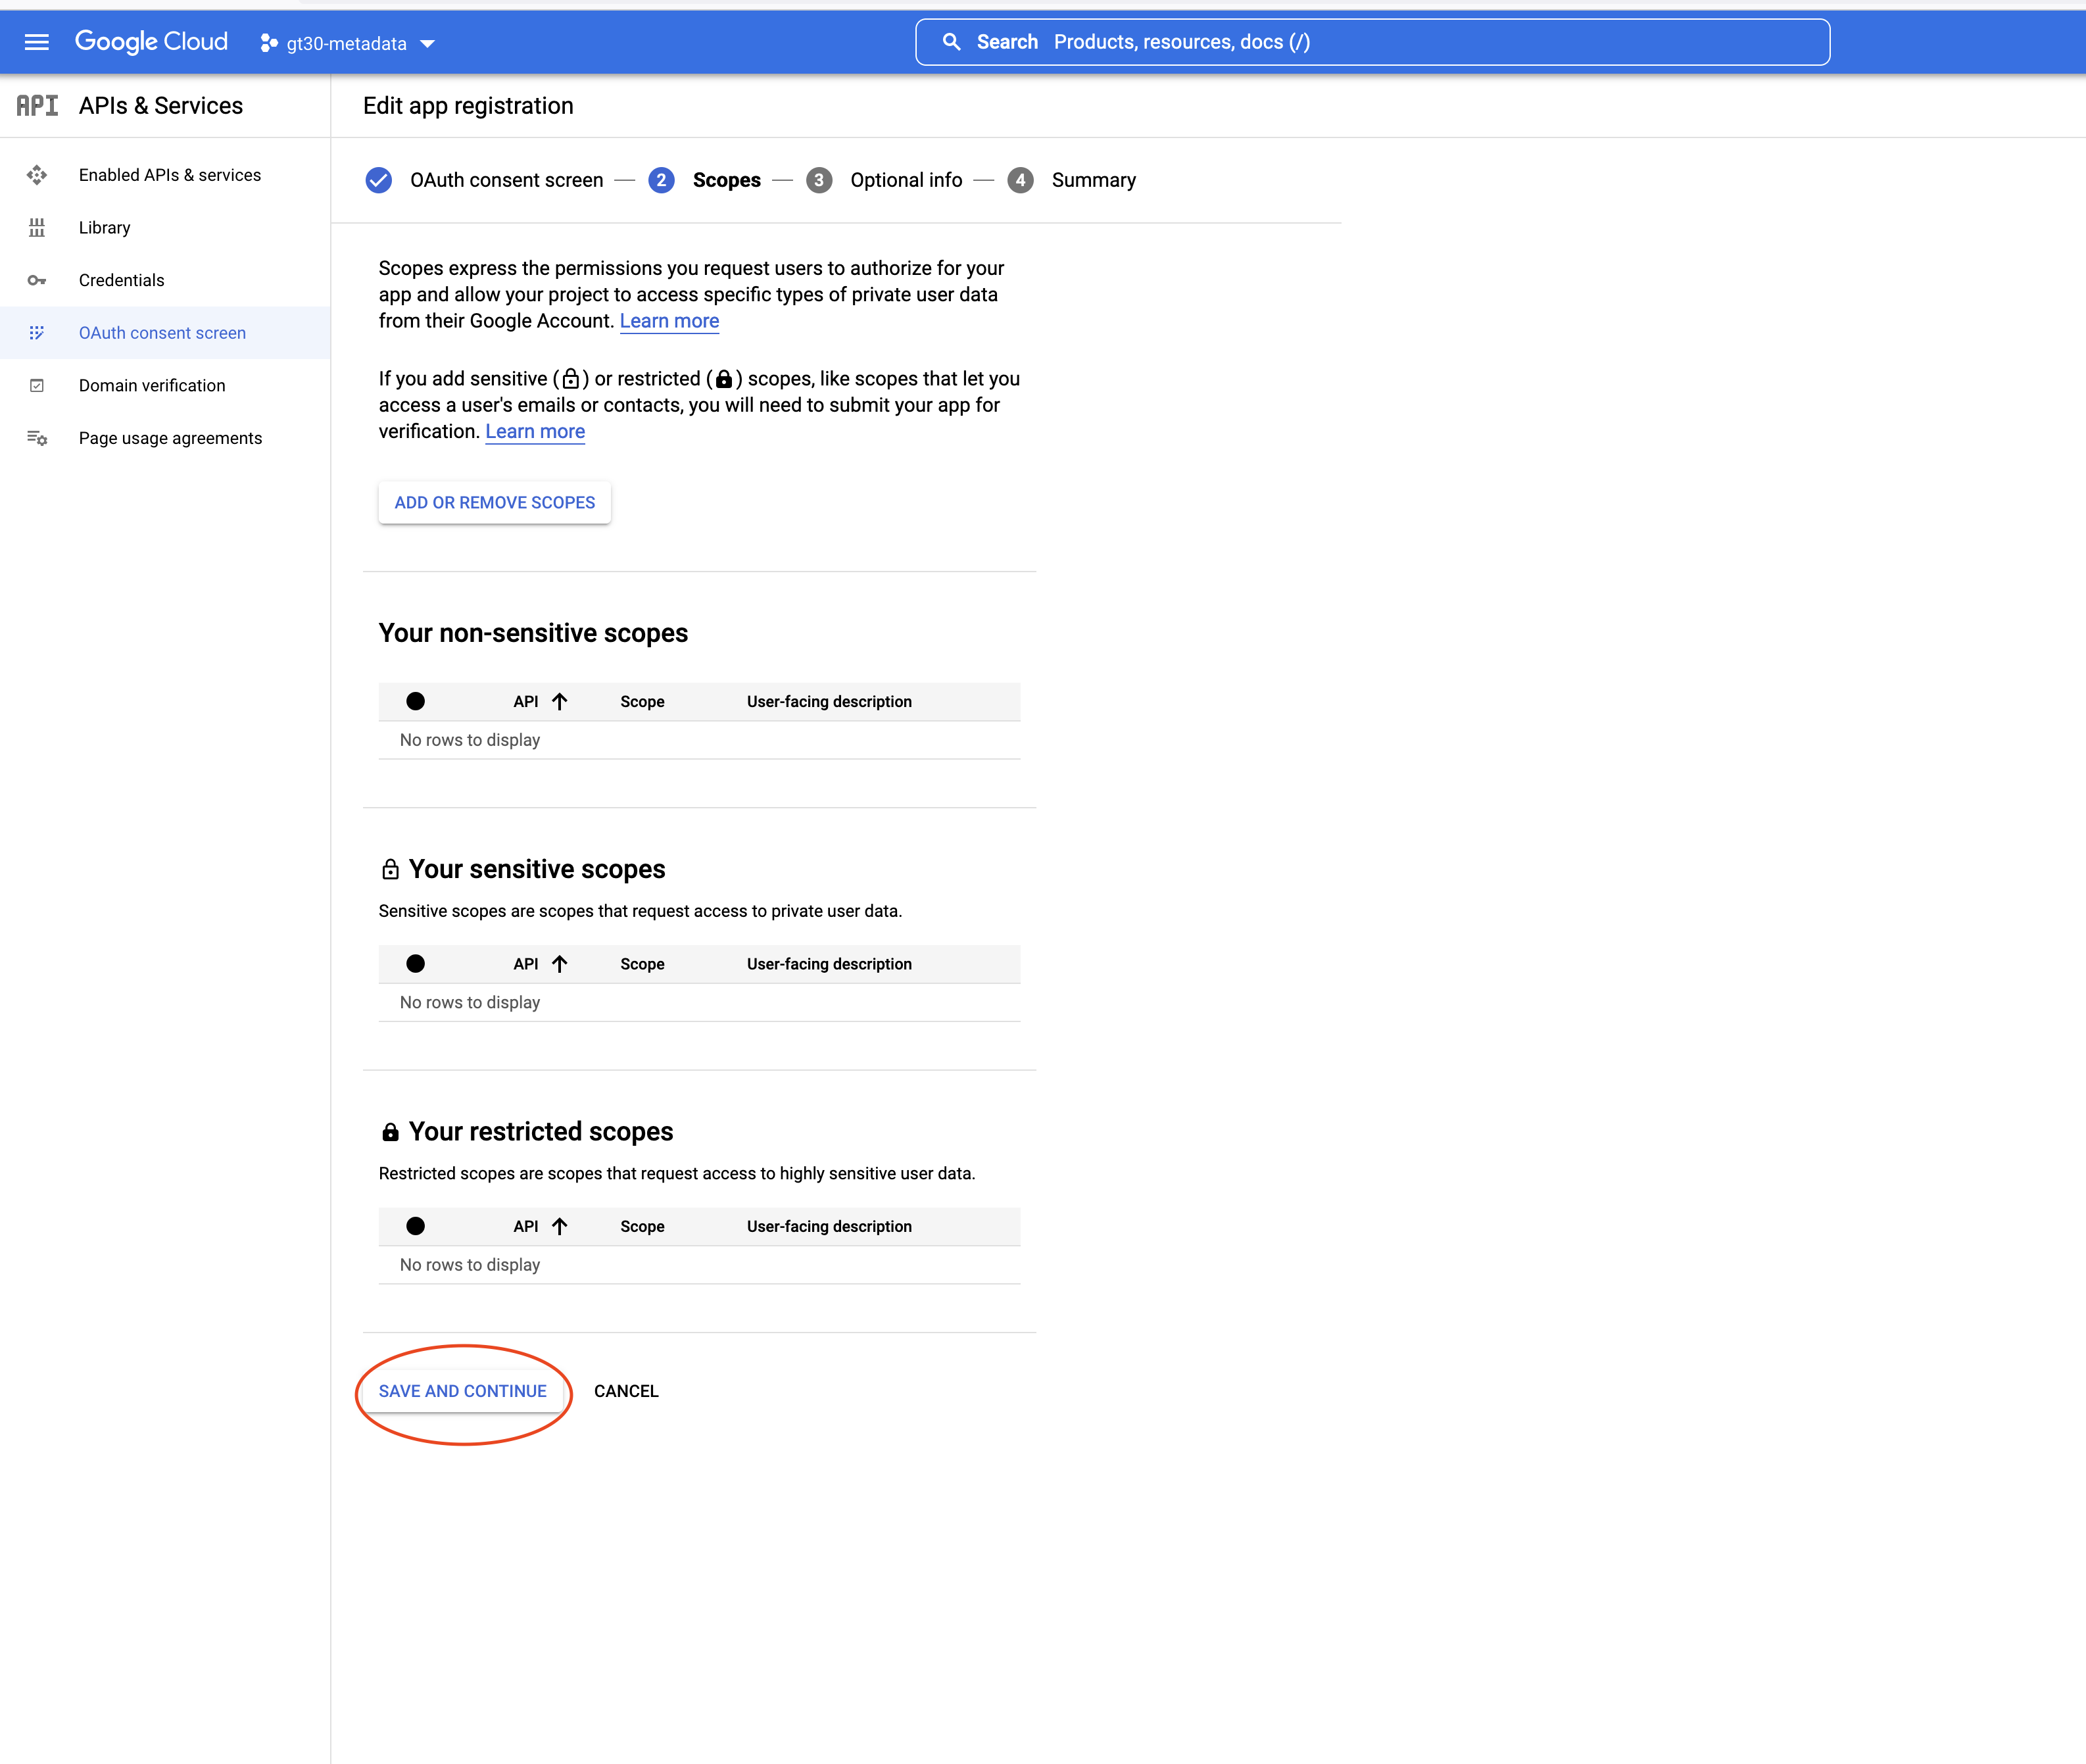 Google Cloud
gt30-metadata
Search Products, resources, docs (/)
API APIs & Services
Edit app registration
Enabled APIs & services
Library
Credentials
OAuth consent screen
Domain verification
Page usage agreements
OAuth consent screen — 2 Scopes — 3 Optional info — 4 Summary
Scopes express the permissions you request users to authorize for your
app and allow your project to access specific types of private user data
from their Google Account. Learn more
If you add sensitive ( ) or restricted ( ) scopes, like scopes that let you
access a user's emails or contacts, you will need to submit your app for
verification. Learn more
ADD OR REMOVE SCOPES
Your non-sensitive scopes
API Scope User-facing description
No rows to display
Your sensitive scopes
Sensitive scopes are scopes that request access to private user data.
API Scope User-facing description
No rows to display
Your restricted scopes
Restricted scopes are scopes that request access to highly sensitive user data.
API Scope User-facing description
No rows to display
SAVE AND CONTINUE CANCEL